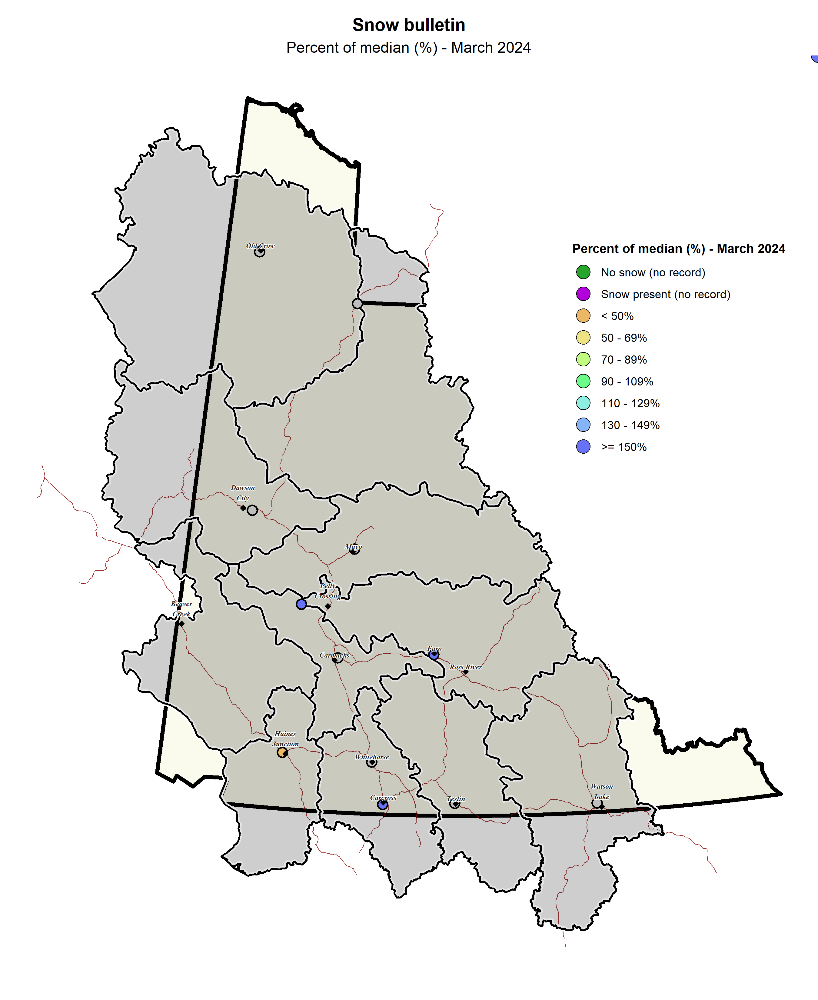 Snow bulletin
Percent of median (%) - March 2024
Old Crow
Percent of median (%) - March 2024
No snow (no record)
Snow present (no record)
< 50%
50 - 69%
70 - 89%
90 - 109%
110 - 129%
130 - 149%
>= 150%
Dawson
City
Mayo
Pelly
Crossing
Beaver
Creek
Faro
Carmacks
Ross River
Haines
Junction
Whitehorse
Watson
Lake
Carcross
Teslin